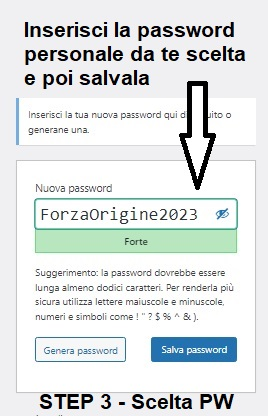 Inserisci la password
personale da te scelta
e poi salvala
Inserisci la tua nuova password qui di uito o
generane una.
Nuova password
ForzaOrigine2023
Forte
Suggerimento: la password dovrebbe essere
lunga almeno dodici caratteri. Per renderla più
sicura utilizza lettere maiuscole e minuscole,
numeri e simboli come ! " ? $ % ^ & ).
Genera password
Salva password
STEP 3 - Scelta PW